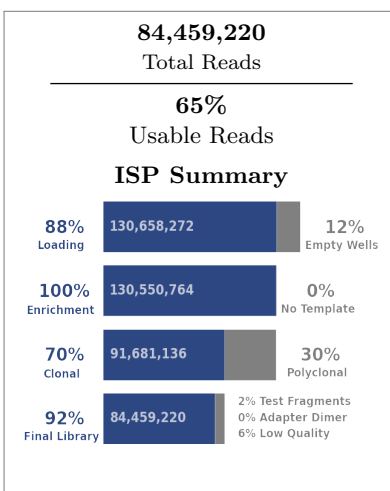 84,459,220
Total Reads
65%
Usable Reads
ISP Summary
88%
Loading
130,658,272
12%
Empty Wells
100%
Enrichment
130,550,764
0%
No Template
70%
Clonal
91,681,136
30%
Polyclonal
92%
Final Library
84,459,220
2% Test Fragments
0% Adapter Dimer
6% Low Quality